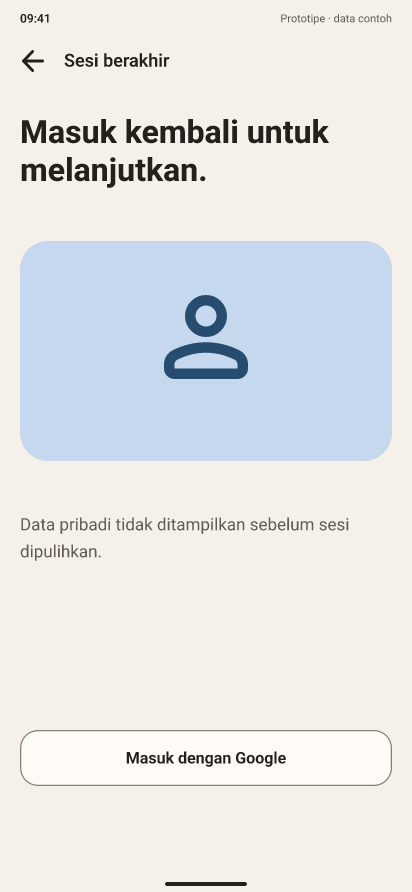 09:41
Prototipe · data contoh
Sesi berakhir
Masuk kembali untuk
melanjutkan.
Data pribadi tidak ditampilkan sebelum sesi
dipulihkan.
Masuk dengan Google